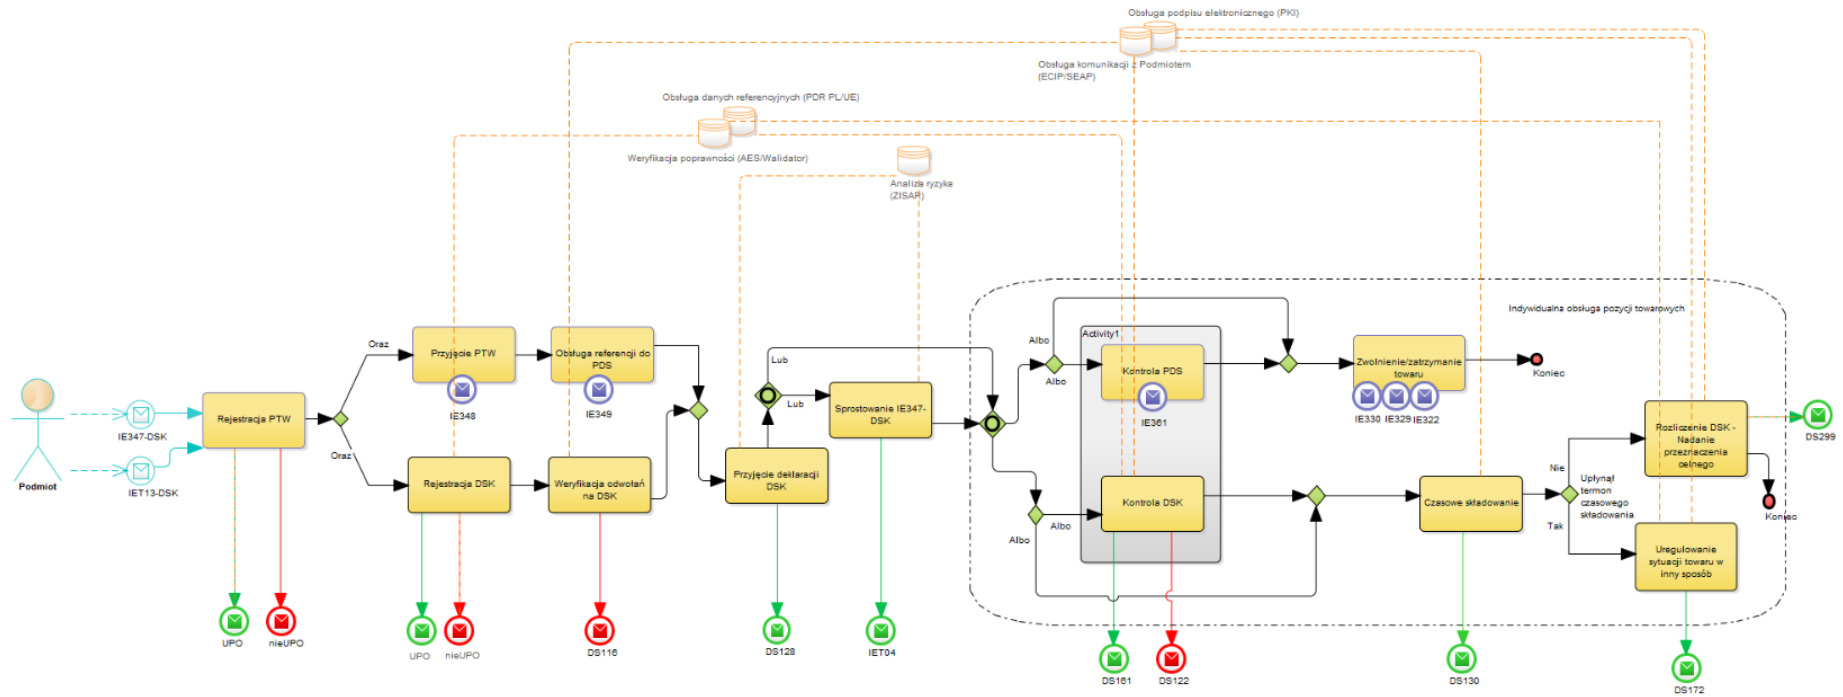 Obsługa podpisu elektronicznego (PKI)
Obsługa komunikacji z Podmiotem
(ECIP/SEAP)
Obsługa danych referencyjnych (PDR PL/UE)
Weryfikacja poprawności (AES/Walidator)
Analiza ryzyka
(ZISAR)
Indywidualna obsługa pozycji towarowych
Podmiot
IE347-DSK
IET13-DSK
Rejestracja PTW
UPO
nieUPO
Oraz
Oraz
Przyjęcie PTW
IE348
Obsługa referencji do
PDS
IE349
Rejestracja DSK
UPO
nieUPO
Weryfikacja odwołań
na DSK
DS116
Przyjęcie deklaracji
DSK
DS128
Lub
Lub
Sprostowanie IE347-
DSK
IET04
Albo
Albo
Albo
Albo
Activity1
Kontrola PDS
IE361
Kontrola DSK
DS161
DS122
Zwolnienie/zatrzymanie
towaru
IE330
IE329
IE322
Koniec
Czasowe składowanie
DS130
Nie
Upłynął
termon
czasowego
składowania
Tak
Rozliczenie DSK -
Nadanie
przeznaczenia
celnego
DS299
Koniec
Uregulowanie
sytuacji towaru w
inny sposób
DS172